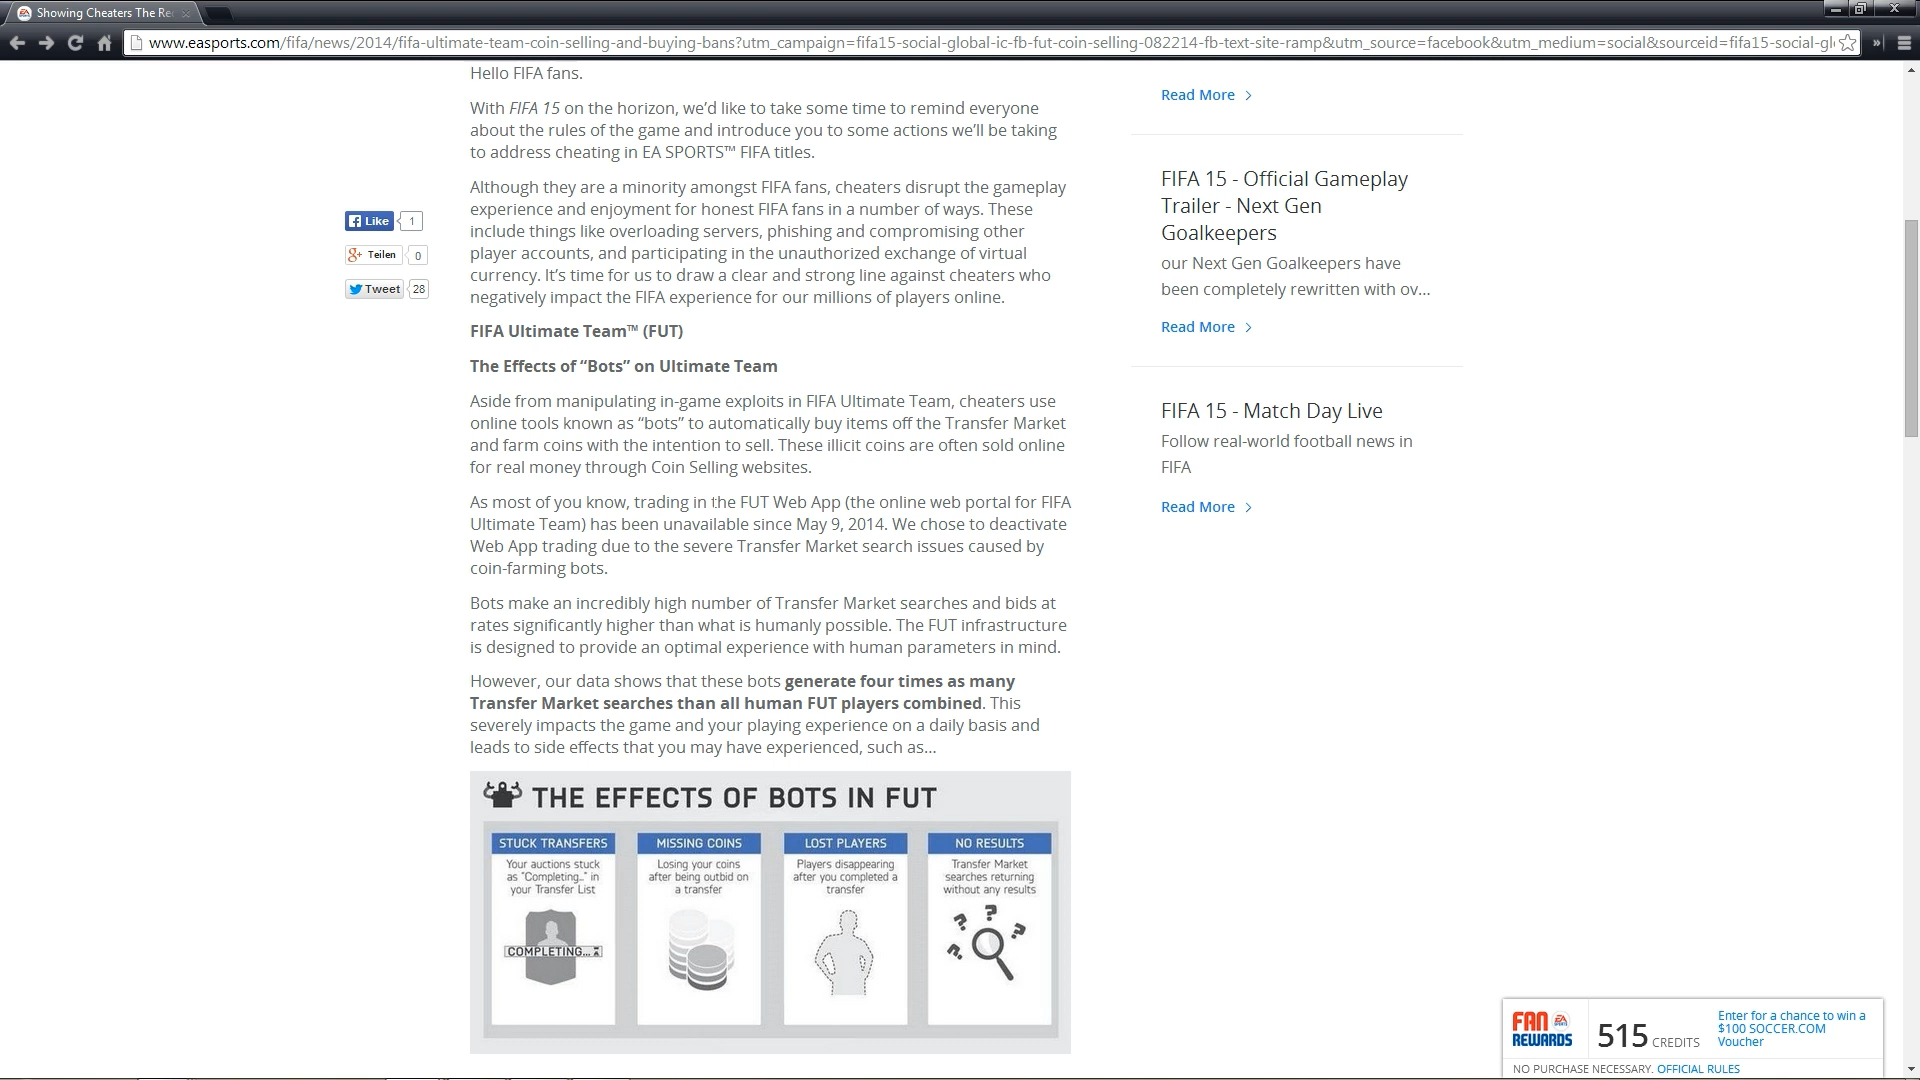 Showing Cheaters The Re
www.easports.com/fifa/news/2014/fifa-ultimate-team-coin-selling-and-buying-bans?utm_campaign=fifa15-social-global-ic-fb-fut-coin-selling-082214-fb-text-site-ramp&utm_source=facebook&utm_medium=social&sourceid=fifa15-social-gl
Hello FIFA fans.
With FIFA 15 on the horizon, we’d like to take some time to remind everyone
about the rules of the game and introduce you to some actions we’ll be taking
to address cheating in EA SPORTS™ FIFA titles.
Although they are a minority amongst FIFA fans, cheaters disrupt the gameplay
experience and enjoyment for honest FIFA fans in a number of ways. These
include things like overloading servers, phishing and compromising other
player accounts, and participating in the unauthorized exchange of virtual
currency. It’s time for us to draw a clear and strong line against cheaters who
negatively impact the FIFA experience for our millions of players online.
FIFA Ultimate Team™ (FUT)
The Effects of “Bots” on Ultimate Team
Aside from manipulating in-game exploits in FIFA Ultimate Team, cheaters use
online tools known as “bots” to automatically buy items off the Transfer Market
and farm coins with the intention to sell. These illicit coins are often sold online
for real money through Coin Selling websites.
As most of you know, trading in the FUT Web App (the online web portal for FIFA
Ultimate Team) has been unavailable since May 9, 2014. We chose to deactivate
Web App trading due to the severe Transfer Market search issues caused by
coin-farming bots.
Bots make an incredibly high number of Transfer Market searches and bids at
rates significantly higher than what is humanly possible. The FUT infrastructure
is designed to provide an optimal experience with human parameters in mind.
However, our data shows that these bots generate four times as many
Transfer Market searches than all human FUT players combined. This
severely impacts the game and your playing experience on a daily basis and
leads to side effects that you may have experienced, such as…
Like 1
Teilen 0
Tweet 28
THE EFFECTS OF BOTS IN FUT
STUCK TRANSFERS
Your auctions stuck
as "Completing..." in
your Transfer List
COMPLETING...
MISSING COINS
Losing your coins
after being outbid on
a transfer
LOST PLAYERS
Players disappearing
after you completed a
transfer
NO RESULTS
Transfer Market
searches returning
without any results
? ? ? ?
Read More
FIFA 15 - Official Gameplay
Trailer - Next Gen
Goalkeepers
our Next Gen Goalkeepers have
been completely rewritten with ov...
Read More
FIFA 15 - Match Day Live
Follow real-world football news in
FIFA
Read More
FAN EA SPORTS
REWARDS
515 CREDITS
Enter for a chance to win a
$100 SOCCER.COM
Voucher
NO PURCHASE NECESSARY. OFFICIAL RULES